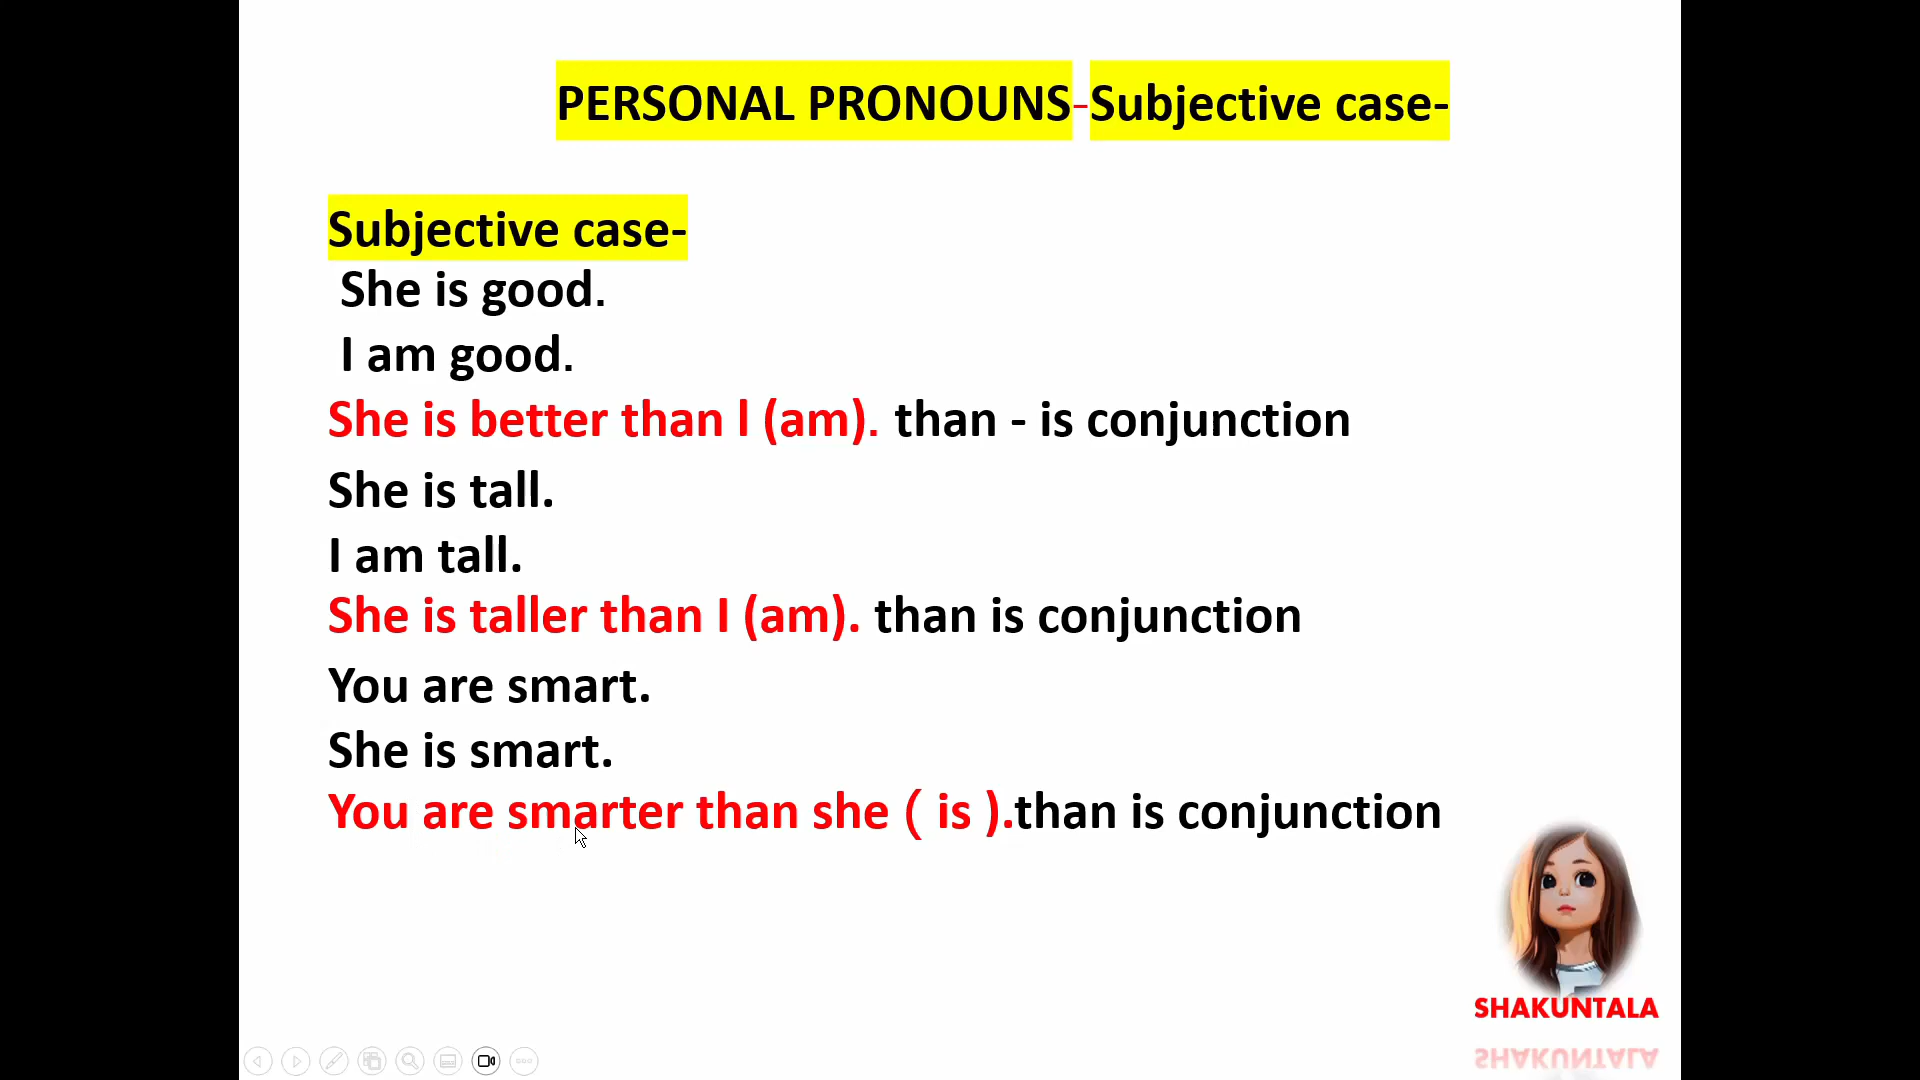 PERSONAL PRONOUNS-Subjective case-
Subjective case-
She is good.
I am good.
She is better than l (am). than - is conjunction
She is tall.
I am tall.
She is taller than I (am). than is conjunction
You are smart.
She is smart.
You are smarter than she ( is ).than is conjunction
SHAKUNTALA